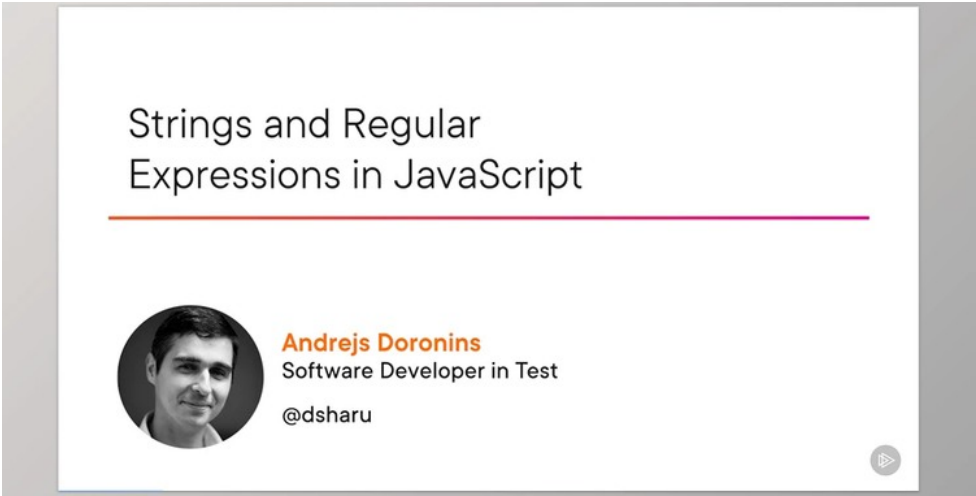 Strings and Regular
Expressions in JavaScript
Andrejs Doronins
Software Developer in Test
@dsharu